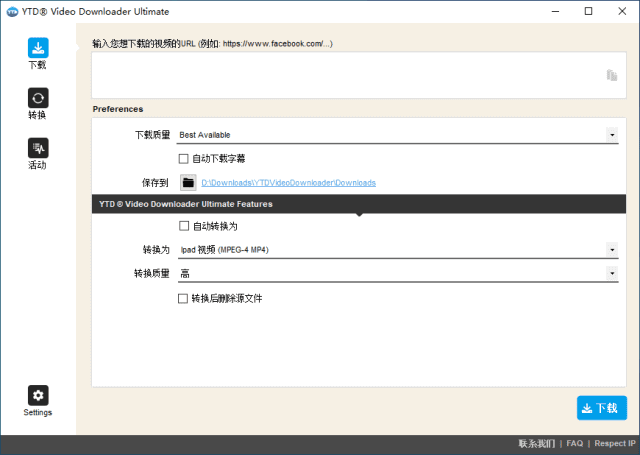 YTD® Video Downloader Ultimate
下载
转换
活动
Settings
输入您想下载的视频的URL (例如: https://www.facebook.com/...)
Preferences
下载质量 Best Available
自动下载字幕
保存到 D:\Downloads\YTDVideoDownloader\Downloads
YTD ® Video Downloader Ultimate Features
自动转换为
转换为 Ipad 视频 (MPEG-4 MP4)
转换质量 高
转换后删除源文件
下载
联系我们 | FAQ | Respect IP